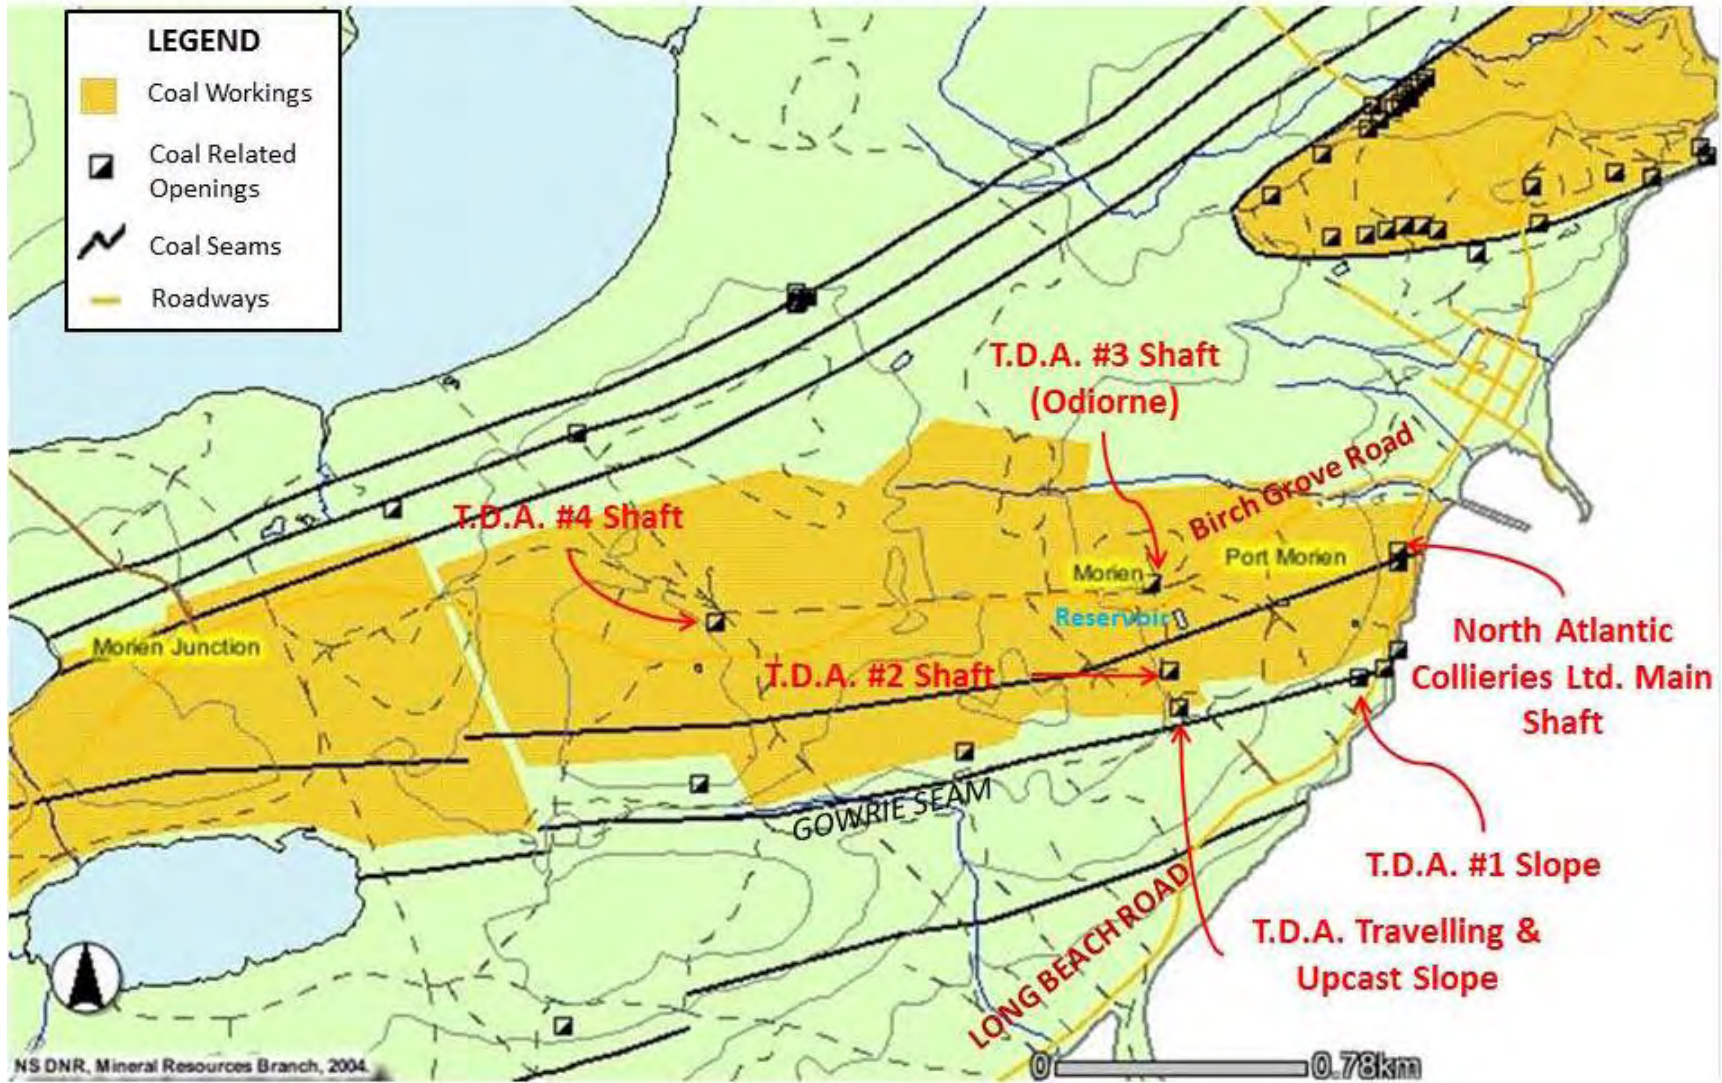 LEGEND
Coal Workings
Coal Related
Openings
Coal Seams
Roadways
T.D.A. #3 Shaft
(Odiorne)
Birch Grove Road
T.D.A. #4 Shaft
Morien
Port Morien
Reservoir
Morien Junction
T.D.A. #2 Shaft
North Atlantic
Collieries Ltd. Main
Shaft
GOWRIE SEAM
T.D.A. #1 Slope
LONG BEACH ROAD
T.D.A. Travelling &
Upcast Slope
NS DNR, Mineral Resources Branch, 2004.
0 0.78km